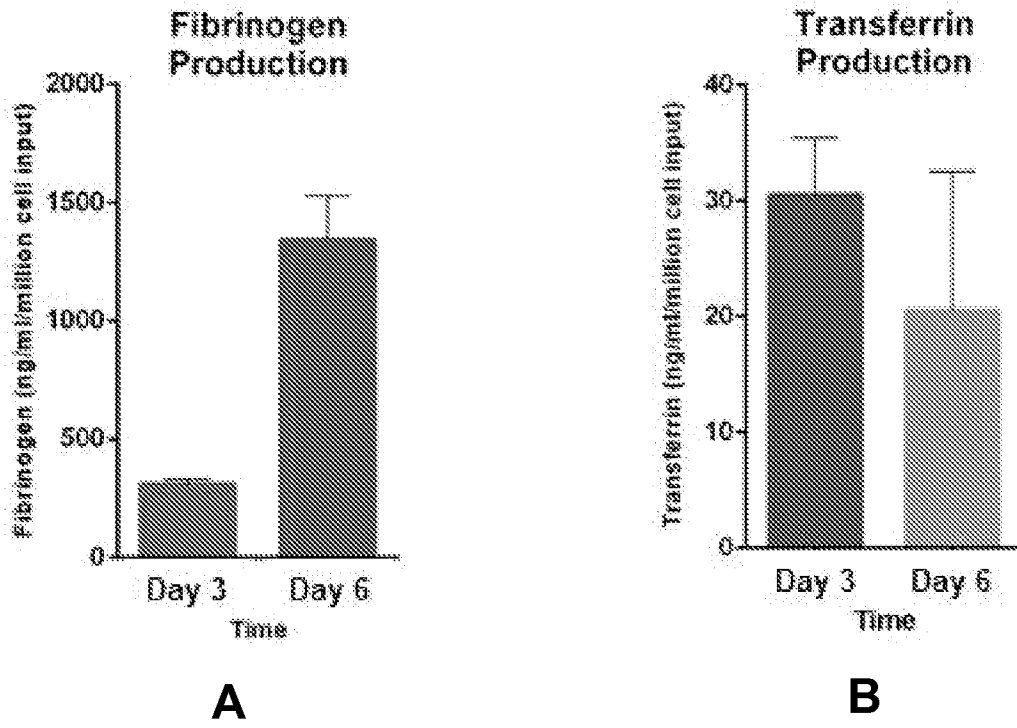 Fibrinogen
Production
Fibrinogen (ng/ml/million cell input)
2000
1500
1000
500
0
Day 3
Day 6
Time
A
Transferrin
Production
Transferrin (ng/ml/million cell input)
40
30
20
10
0
Day 3
Day 6
Time
B